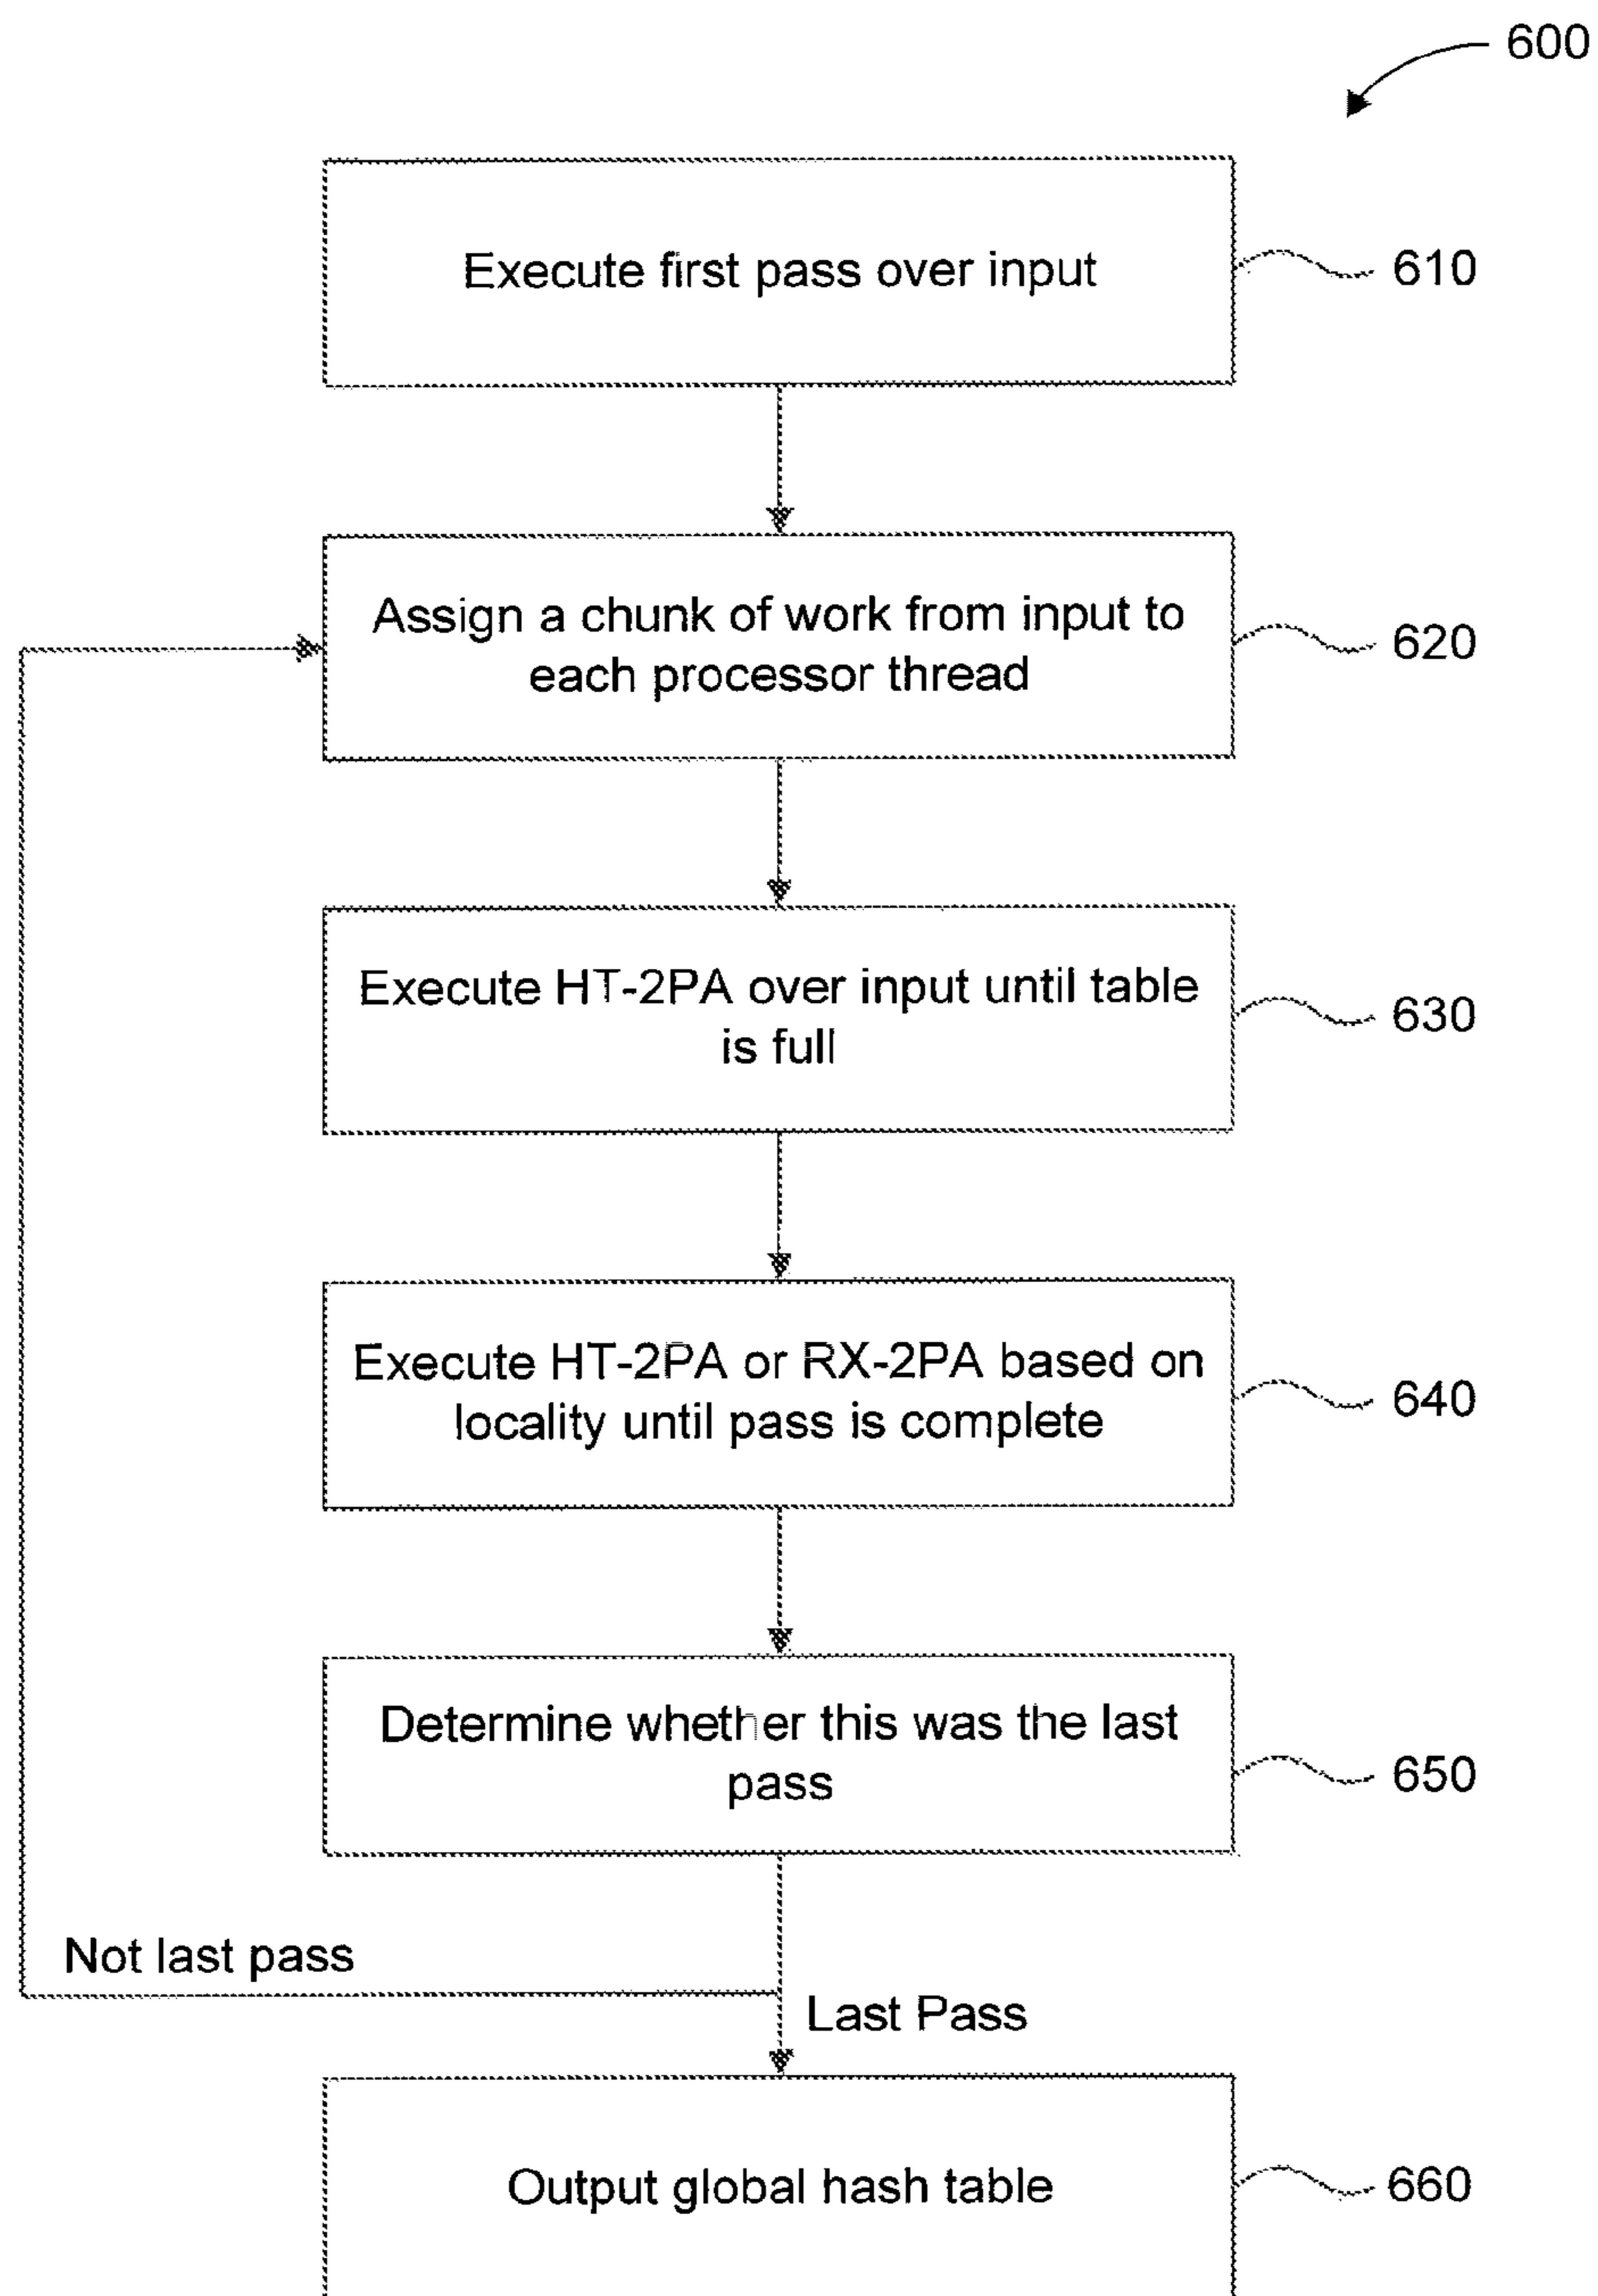 600
Execute first pass over input
610
Assign a chunk of work from input to
each processor thread
620
Execute HT-2PA over input until table
is full
630
Execute HT-2PA or RX-2PA based on
locality until pass is complete
640
Determine whether this was the last
pass
650
Not last pass
Last Pass
Output global hash table
660